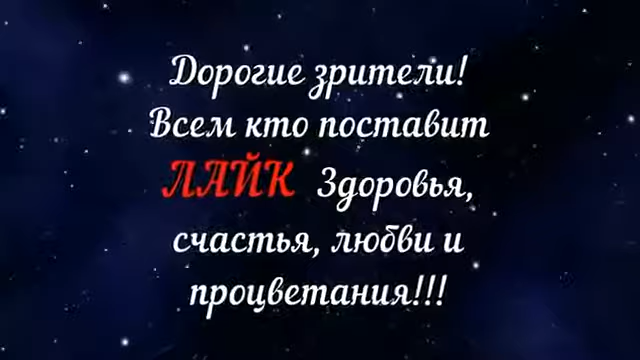 Дорогие зрители!
Всем кто поставит
ЛАЙК Здоровья,
счастья, любви и
процветания!!!